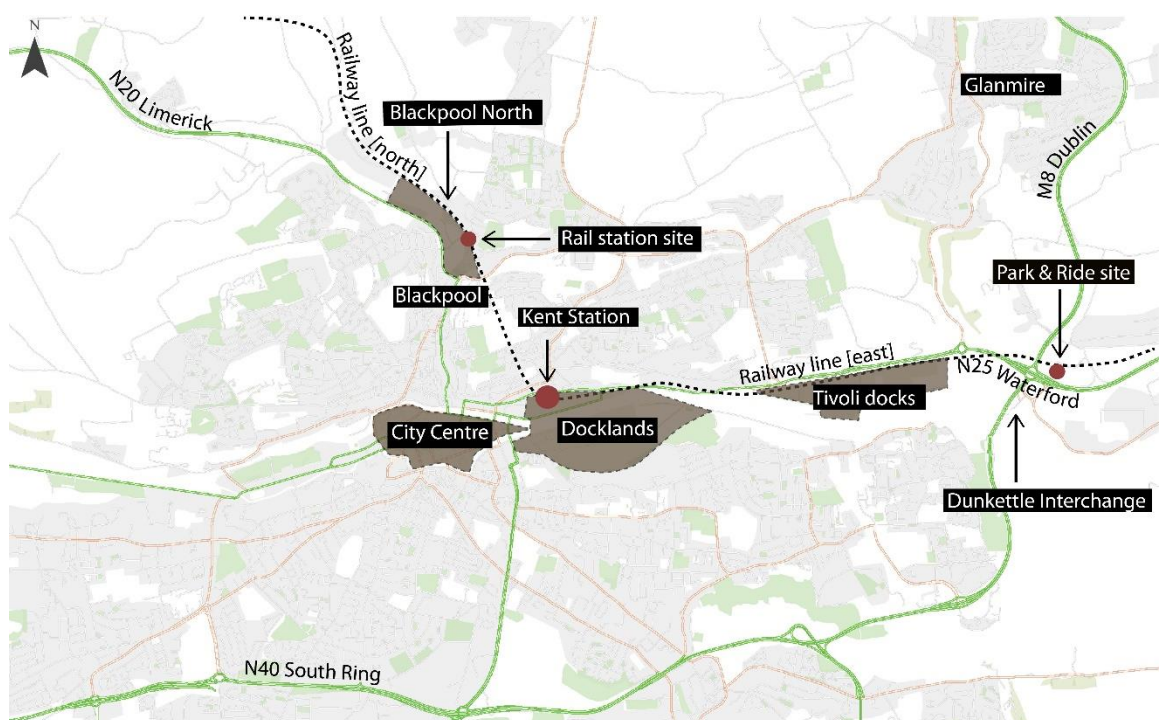 N
N20 Limerick
Railway line [north]
Blackpool North
Glanmire
M8 Dublin
Rail station site
Park & Ride site
Blackpool
Kent Station
Railway line [east]
N25 Waterford
Tivoli docks
City Centre
Docklands
Dunkettle Interchange
N40 South Ring